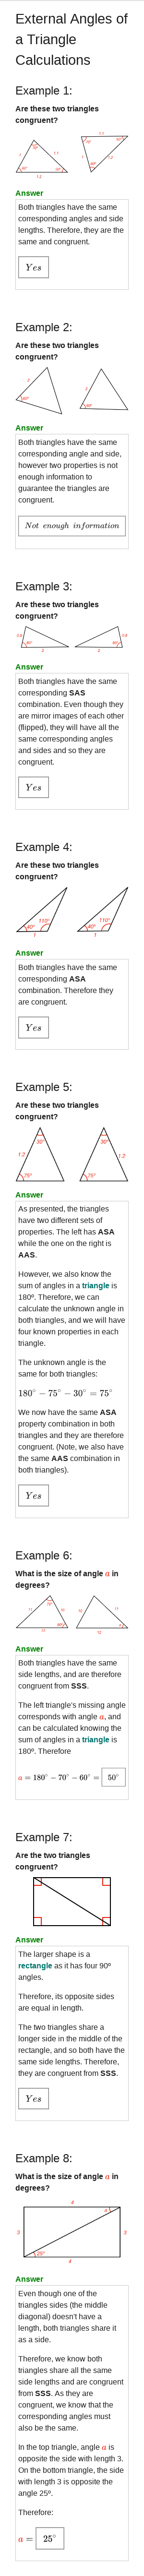 External Angles of
a Triangle
Calculations
Example 1:
Are these two triangles
congruent?
Answer
Both triangles have the same
corresponding angles and side
lengths. Therefore, they are the
same and congruent.
Yes
Example 2:
Are these two triangles
congruent?
Answer
Both triangles have the same
corresponding angle and side,
however two properties is not
enough information to
guarantee the triangles are
congruent.
Not enough information
Example 3:
Are these two triangles
congruent?
2
2
Answer
Both triangles have the same
corresponding SAS
combination. Even though they
are mirror images of each other
(flipped), they will have all the
same corresponding angles
and sides and so they are
congruent.
Yes
Example 4:
Are these two triangles
congruent?
110°
40°
1
110°
40°
1
Answer
Both triangles have the same
corresponding ASA
combination. Therefore they
are congruent.
Yes
Example 5:
Are these two triangles
congruent?
30°
1.2
75°
30°
1.2
75°
Answer
As presented, the triangles
have two different sets of
properties. The left has ASA
while the one on the right is
AAS.
However, we also know the
sum of angles in a triangle is
180º. Therefore, we can
calculate the unknown angle in
both triangles, and we will have
four known properties in each
triangle.
The unknown angle is the
same for both triangles:
180° − 75° − 30° = 75°
We now have the same ASA
property combination in both
triangles and they are therefore
congruent. (Note, we also have
the same AAS combination in
both triangles).
Yes
Example 6:
What is the size of angle a in
degrees?
Answer
Both triangles have the same
side lengths, and are therefore
congruent from SSS.
The left triangle's missing angle
corresponds with angle a, and
can be calculated knowing the
sum of angles in a triangle is
180º. Therefore
a = 180° − 70° − 60° = 50°
Example 7:
Are the two triangles
congruent?
Answer
The larger shape is a
rectangle as it has four 90º
angles.
Therefore, its opposite sides
are equal in length.
The two triangles share a
longer side in the middle of the
rectangle, and so both have the
same side lengths. Therefore,
they are congruent from SSS.
Yes
Example 8:
What is the size of angle a in
degrees?
4
a
3
3
25°
4
Answer
Even though one of the
triangles sides (the middle
diagonal) doesn't have a
length, both triangles share it
as a side.
Therefore, we know both
triangles share all the same
side lengths and are congruent
from SSS. As they are
congruent, we know that the
corresponding angles must
also be the same.
In the top triangle, angle a is
opposite the side with length 3.
On the bottom triangle, the side
with length 3 is opposite the
angle 25º.
Therefore:
a = 25°